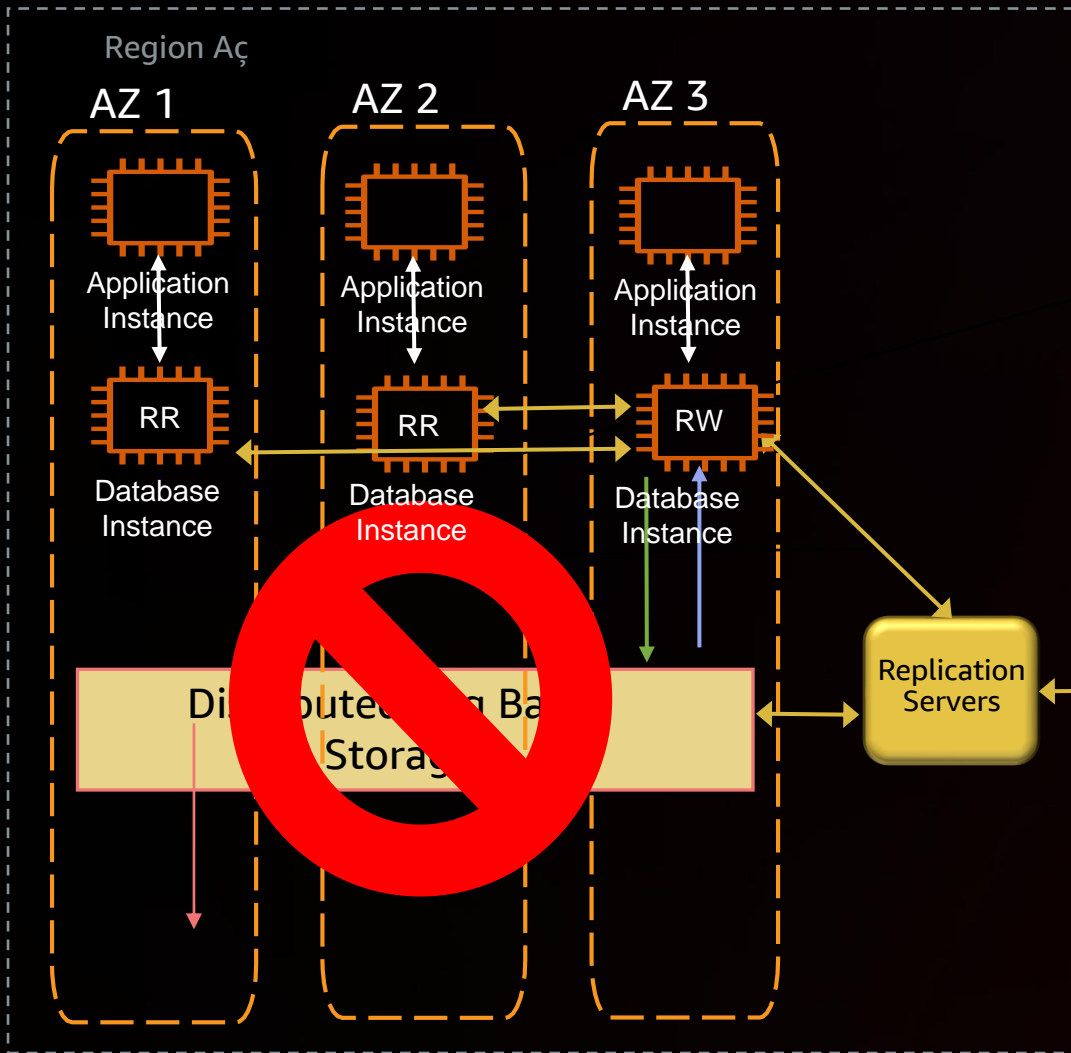 Region Aç
AZ 1
AZ 2
AZ 3
Application
Instance
Application
Instance
Application
Instance
RR
RR
RW
Database
Instance
Database
Instance
Database
Instance
Replication
Servers